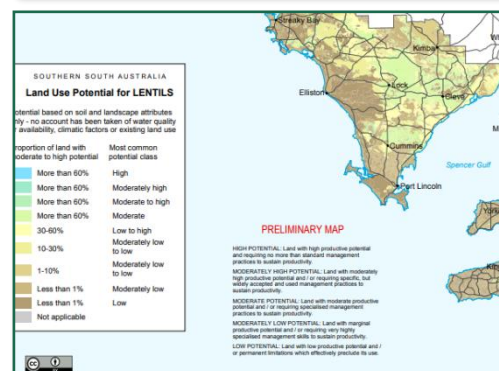 SOUTHERN SOUTH AUSTRALIA
Land Use Potential for LENTILS
otential based on soil and landscape attributes
nly - no account has been taken of water quality
r availability, climatic factors or existing land use
roportion of land with
oderate to high potential
Most common
potential class
More than 60% High
More than 60% Moderately high
More than 60% Moderate to high
More than 60% Moderate
30-60% Low to high
10-30% Moderately low
to low
1-10% Moderately low
to low
Less than 1% Moderately low
Less than 1% Low
Not applicable
Streaky Bay
Kimba
Elliston
Lock
Cleve
Cummins
Port Lincoln
Spencer Gulf
PRELIMINARY MAP
HIGH POTENTIAL: Land with high productive potential
and requiring no more than standard management
practices to sustain productivity.
MODERATELY HIGH POTENTIAL: Land with moderately
high productive potential and / or requiring specific, but
widely accepted and used management practices to
sustain productivity.
MODERATE POTENTIAL: Land with moderate productive
potential and / or requiring specialised management
practices to sustain productivity.
MODERATELY LOW POTENTIAL: Land with marginal
productive potential and / or requiring very highly
specialised management skills to sustain productivity.
LOW POTENTIAL: Land with low productive potential and /
or permanent limitations which effectively preclude its use.